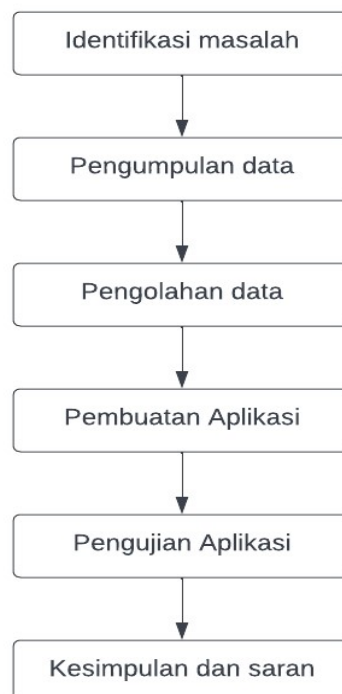 Identifikasi masalah
Pengumpulan data
Pengolahan data
Pembuatan Aplikasi
Pengujian Aplikasi
Kesimpulan dan saran